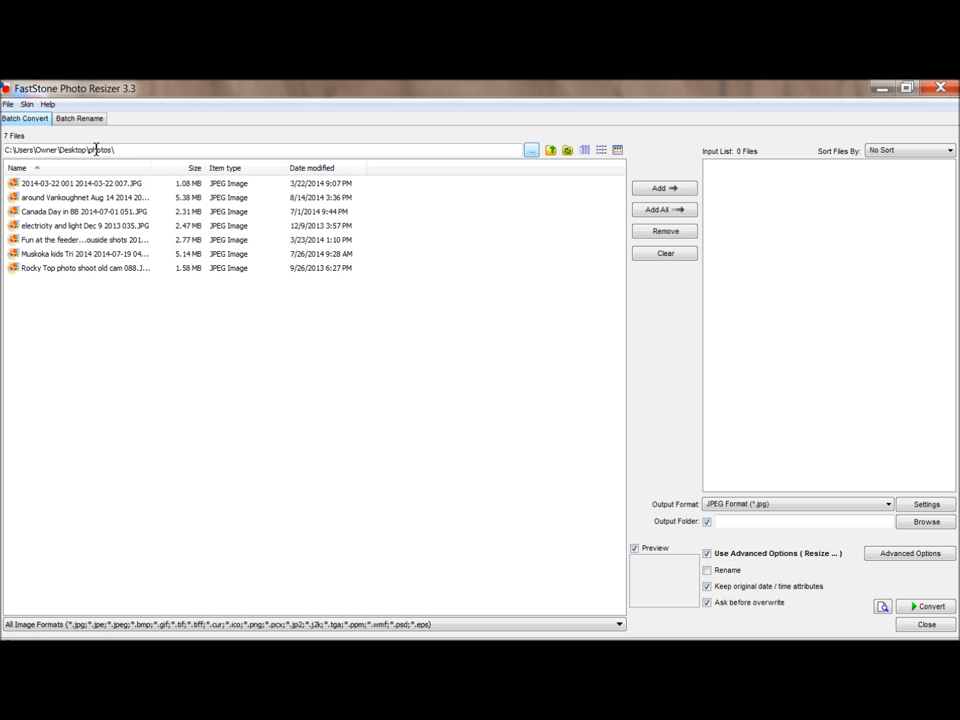 FastStone Photo Resizer 3.3
File Skin Help
Batch Convert Batch Rename
7 Files
C:\Users\Owner\Desktop\photos\ ...
Input List: 0 Files Sort Files By: No Sort
Name Size Item type Date modified
2014-03-22 001 2014-03-22 007.JPG 1.08 MB JPEG Image 3/22/2014 9:07 PM
around Vankoughnet Aug 14 2014 20... 5.38 MB JPEG Image 8/14/2014 3:36 PM
Canada Day in BB 2014-07-01 051.JPG 2.31 MB JPEG Image 7/1/2014 9:44 PM
electricity and light Dec 9 2013 035.JPG 2.47 MB JPEG Image 12/9/2013 3:57 PM
Fun at the feeder...ouside shots 201... 2.77 MB JPEG Image 3/23/2014 1:10 PM
Muskoka kids Tri 2014 2014-07-19 04... 5.14 MB JPEG Image 7/26/2014 9:28 AM
Rocky Top photo shoot old cam 088.J... 1.58 MB JPEG Image 9/26/2013 6:27 PM
Add
Add All
Remove
Clear
Output Format: JPEG Format (*.jpg) Settings
Output Folder: Browse
Preview
Use Advanced Options ( Resize ... ) Advanced Options
Rename
Keep original date / time attributes
Ask before overwrite
Convert
All Image Formats (*.jpg;*.jpe;*.jpeg;*.bmp;*.gif;*.tif;*.tiff;*.cur;*.ico;*.png;*.pcx;*.jp2;*.j2k;*.tga;*.ppm;*.wmf;*.psd;*.eps)
Close